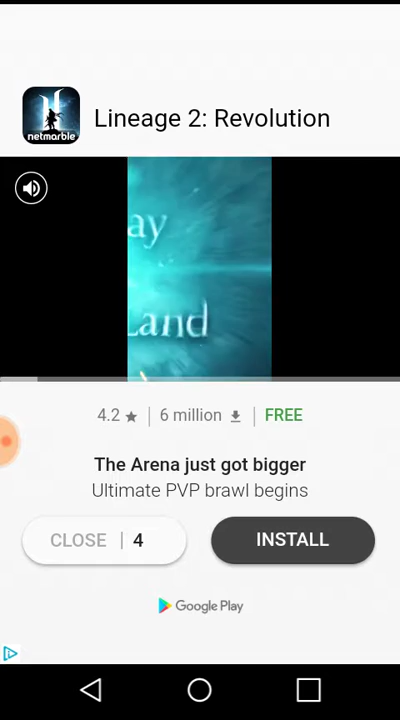 netmarble
Lineage 2: Revolution
ay
Land
4.2 6 million FREE
The Arena just got bigger
Ultimate PVP brawl begins
CLOSE 4 INSTALL
Google Play